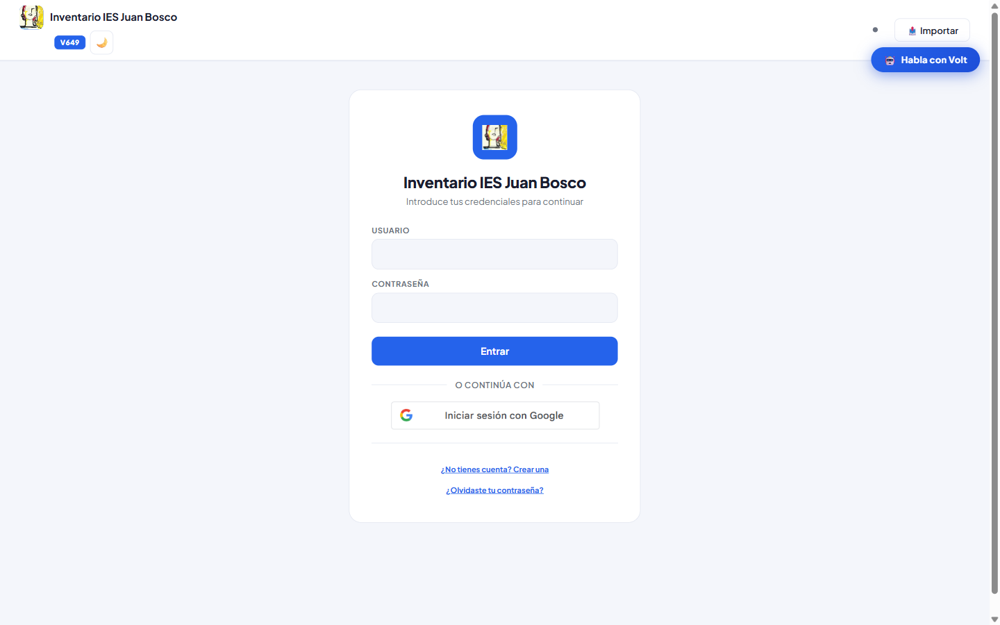 Inventario IES Juan Bosco
V649
Importar
Habla con Volt
Inventario IES Juan Bosco
Introduce tus credenciales para continuar
USUARIO
CONTRASEÑA
Entrar
O CONTINÚA CON
Iniciar sesión con Google
¿No tienes cuenta? Crear una
¿Olvidaste tu contraseña?